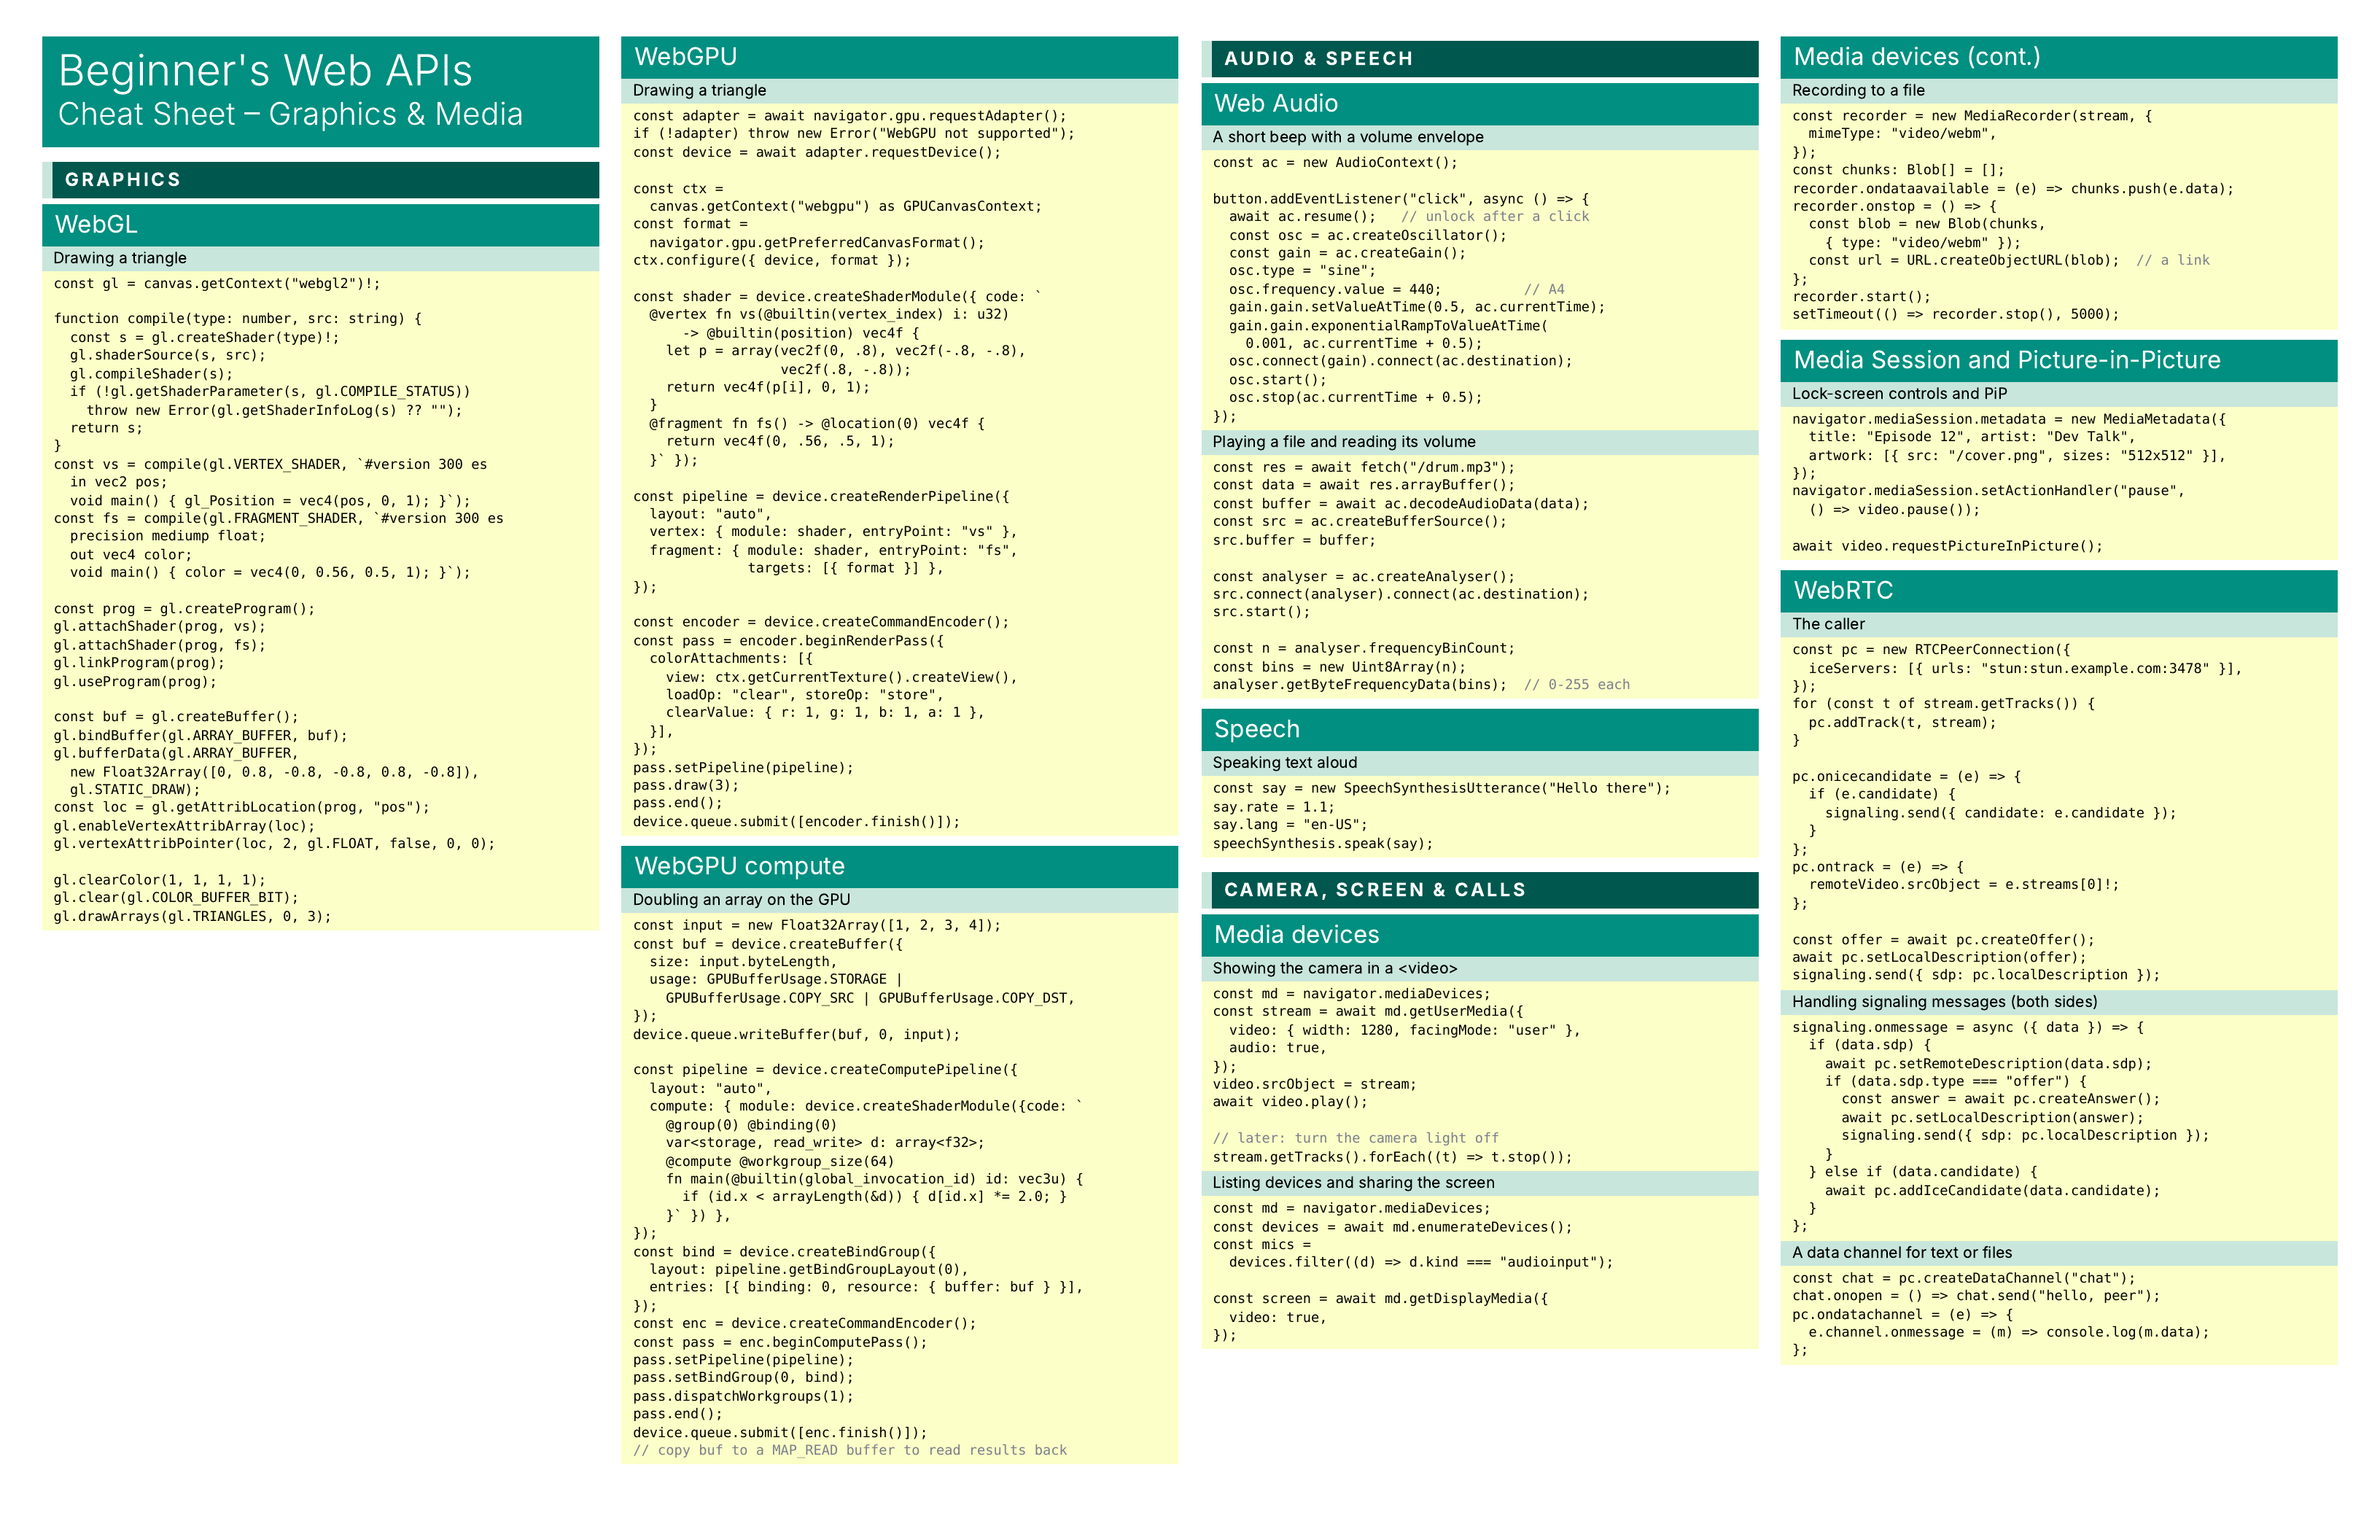 Beginner's Web APIs
Cheat Sheet – Graphics & Media
GRAPHICS
WebGL
Drawing a triangle
const gl = canvas.getContext("webgl2")!;

function compile(type: number, src: string) {
  const s = gl.createShader(type)!;
  gl.shaderSource(s, src);
  gl.compileShader(s);
  if (!gl.getShaderParameter(s, gl.COMPILE_STATUS))
    throw new Error(gl.getShaderInfoLog(s) ?? "");
  return s;
}
const vs = compile(gl.VERTEX_SHADER, `#version 300 es
  in vec2 pos;
  void main() { gl_Position = vec4(pos, 0, 1); }`);
const fs = compile(gl.FRAGMENT_SHADER, `#version 300 es
  precision mediump float;
  out vec4 color;
  void main() { color = vec4(0, 0.56, 0.5, 1); }`);

const prog = gl.createProgram();
gl.attachShader(prog, vs);
gl.attachShader(prog, fs);
gl.linkProgram(prog);
gl.useProgram(prog);

const buf = gl.createBuffer();
gl.bindBuffer(gl.ARRAY_BUFFER, buf);
gl.bufferData(gl.ARRAY_BUFFER,
  new Float32Array([0, 0.8, -0.8, -0.8, 0.8, -0.8]),
  gl.STATIC_DRAW);
const loc = gl.getAttribLocation(prog, "pos");
gl.enableVertexAttribArray(loc);
gl.vertexAttribPointer(loc, 2, gl.FLOAT, false, 0, 0);

gl.clearColor(1, 1, 1, 1);
gl.clear(gl.COLOR_BUFFER_BIT);
gl.drawArrays(gl.TRIANGLES, 0, 3);
WebGPU
Drawing a triangle
const adapter = await navigator.gpu.requestAdapter();
if (!adapter) throw new Error("WebGPU not supported");
const device = await adapter.requestDevice();

const ctx =
  canvas.getContext("webgpu") as GPUCanvasContext;
const format =
  navigator.gpu.getPreferredCanvasFormat();
ctx.configure({ device, format });

const shader = device.createShaderModule({ code: `
  @vertex fn vs(@builtin(vertex_index) i: u32)
      -> @builtin(position) vec4f {
    let p = array(vec2f(0, .8), vec2f(-.8, -.8),
                  vec2f(.8, -.8));
    return vec4f(p[i], 0, 1);
  }
  @fragment fn fs() -> @location(0) vec4f {
    return vec4f(0, .56, .5, 1);
  }` });

const pipeline = device.createRenderPipeline({
  layout: "auto",
  vertex: { module: shader, entryPoint: "vs" },
  fragment: { module: shader, entryPoint: "fs",
              targets: [{ format }] },
});

const encoder = device.createCommandEncoder();
const pass = encoder.beginRenderPass({
  colorAttachments: [{
    view: ctx.getCurrentTexture().createView(),
    loadOp: "clear", storeOp: "store",
    clearValue: { r: 1, g: 1, b: 1, a: 1 },
  }],
});
pass.setPipeline(pipeline);
pass.draw(3);
pass.end();
device.queue.submit([encoder.finish()]);
WebGPU compute
Doubling an array on the GPU
const input = new Float32Array([1, 2, 3, 4]);
const buf = device.createBuffer({
  size: input.byteLength,
  usage: GPUBufferUsage.STORAGE |
    GPUBufferUsage.COPY_SRC | GPUBufferUsage.COPY_DST,
});
device.queue.writeBuffer(buf, 0, input);

const pipeline = device.createComputePipeline({
  layout: "auto",
  compute: { module: device.createShaderModule({code: `
    @group(0) @binding(0)
    var<storage, read_write> d: array<f32>;
    @compute @workgroup_size(64)
    fn main(@builtin(global_invocation_id) id: vec3u) {
      if (id.x < arrayLength(&d)) { d[id.x] *= 2.0; }
    }` }) },
});
const bind = device.createBindGroup({
  layout: pipeline.getBindGroupLayout(0),
  entries: [{ binding: 0, resource: { buffer: buf } }],
});
const enc = device.createCommandEncoder();
const pass = enc.beginComputePass();
pass.setPipeline(pipeline);
pass.setBindGroup(0, bind);
pass.dispatchWorkgroups(1);
pass.end();
device.queue.submit([enc.finish()]);
// copy buf to a MAP_READ buffer to read results back
AUDIO & SPEECH
Web Audio
A short beep with a volume envelope
const ac = new AudioContext();

button.addEventListener("click", async () => {
  await ac.resume();   // unlock after a click
  const osc = ac.createOscillator();
  const gain = ac.createGain();
  osc.type = "sine";
  osc.frequency.value = 440;          // A4
  gain.gain.setValueAtTime(0.5, ac.currentTime);
  gain.gain.exponentialRampToValueAtTime(
    0.001, ac.currentTime + 0.5);
  osc.connect(gain).connect(ac.destination);
  osc.start();
  osc.stop(ac.currentTime + 0.5);
});
Playing a file and reading its volume
const res = await fetch("/drum.mp3");
const data = await res.arrayBuffer();
const buffer = await ac.decodeAudioData(data);
const src = ac.createBufferSource();
src.buffer = buffer;

const analyser = ac.createAnalyser();
src.connect(analyser).connect(ac.destination);
src.start();

const n = analyser.frequencyBinCount;
const bins = new Uint8Array(n);
analyser.getByteFrequencyData(bins);  // 0-255 each
Speech
Speaking text aloud
const say = new SpeechSynthesisUtterance("Hello there");
say.rate = 1.1;
say.lang = "en-US";
speechSynthesis.speak(say);
CAMERA, SCREEN & CALLS
Media devices
Showing the camera in a <video>
const md = navigator.mediaDevices;
const stream = await md.getUserMedia({
  video: { width: 1280, facingMode: "user" },
  audio: true,
});
video.srcObject = stream;
await video.play();

// later: turn the camera light off
stream.getTracks().forEach((t) => t.stop());
Listing devices and sharing the screen
const md = navigator.mediaDevices;
const devices = await md.enumerateDevices();
const mics =
  devices.filter((d) => d.kind === "audioinput");

const screen = await md.getDisplayMedia({
  video: true,
});
Media devices (cont.)
Recording to a file
const recorder = new MediaRecorder(stream, {
  mimeType: "video/webm",
});
const chunks: Blob[] = [];
recorder.ondataavailable = (e) => chunks.push(e.data);
recorder.onstop = () => {
  const blob = new Blob(chunks,
    { type: "video/webm" });
  const url = URL.createObjectURL(blob);  // a link
};
recorder.start();
setTimeout(() => recorder.stop(), 5000);
Media Session and Picture-in-Picture
Lock-screen controls and PiP
navigator.mediaSession.metadata = new MediaMetadata({
  title: "Episode 12", artist: "Dev Talk",
  artwork: [{ src: "/cover.png", sizes: "512x512" }],
});
navigator.mediaSession.setActionHandler("pause",
  () => video.pause());

await video.requestPictureInPicture();
WebRTC
The caller
const pc = new RTCPeerConnection({
  iceServers: [{ urls: "stun:stun.example.com:3478" }],
});
for (const t of stream.getTracks()) {
  pc.addTrack(t, stream);
}

pc.onicecandidate = (e) => {
  if (e.candidate) {
    signaling.send({ candidate: e.candidate });
  }
};
pc.ontrack = (e) => {
  remoteVideo.srcObject = e.streams[0]!;
};

const offer = await pc.createOffer();
await pc.setLocalDescription(offer);
signaling.send({ sdp: pc.localDescription });
Handling signaling messages (both sides)
signaling.onmessage = async ({ data }) => {
  if (data.sdp) {
    await pc.setRemoteDescription(data.sdp);
    if (data.sdp.type === "offer") {
      const answer = await pc.createAnswer();
      await pc.setLocalDescription(answer);
      signaling.send({ sdp: pc.localDescription });
    }
  } else if (data.candidate) {
    await pc.addIceCandidate(data.candidate);
  }
};
A data channel for text or files
const chat = pc.createDataChannel("chat");
chat.onopen = () => chat.send("hello, peer");
pc.ondatachannel = (e) => {
  e.channel.onmessage = (m) => console.log(m.data);
};